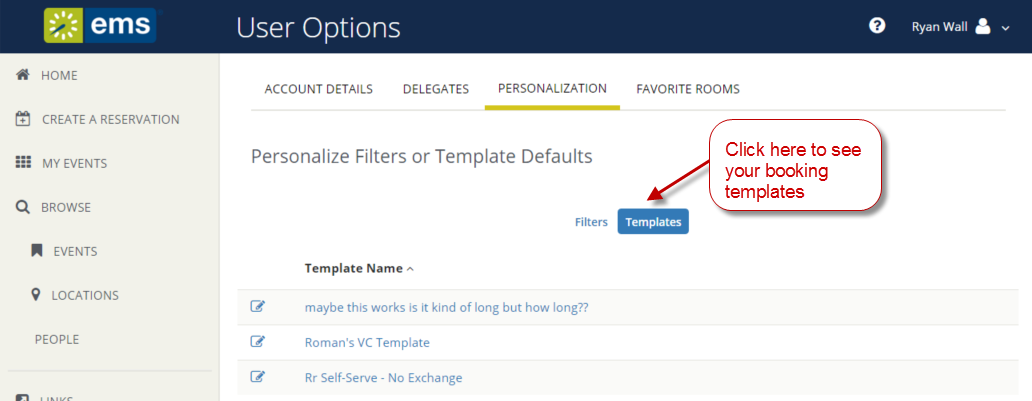 ems
User Options
Ryan Wall
HOME
CREATE A RESERVATION
MY EVENTS
BROWSE
EVENTS
LOCATIONS
PEOPLE
LINKS
ACCOUNT DETAILS
DELEGATES
PERSONALIZATION
FAVORITE ROOMS
Personalize Filters or Template Defaults
Click here to see
your booking
templates
Filters
Templates
Template Name
maybe this works is it kind of long but how long??
Roman's VC Template
Rr Self-Serve - No Exchange